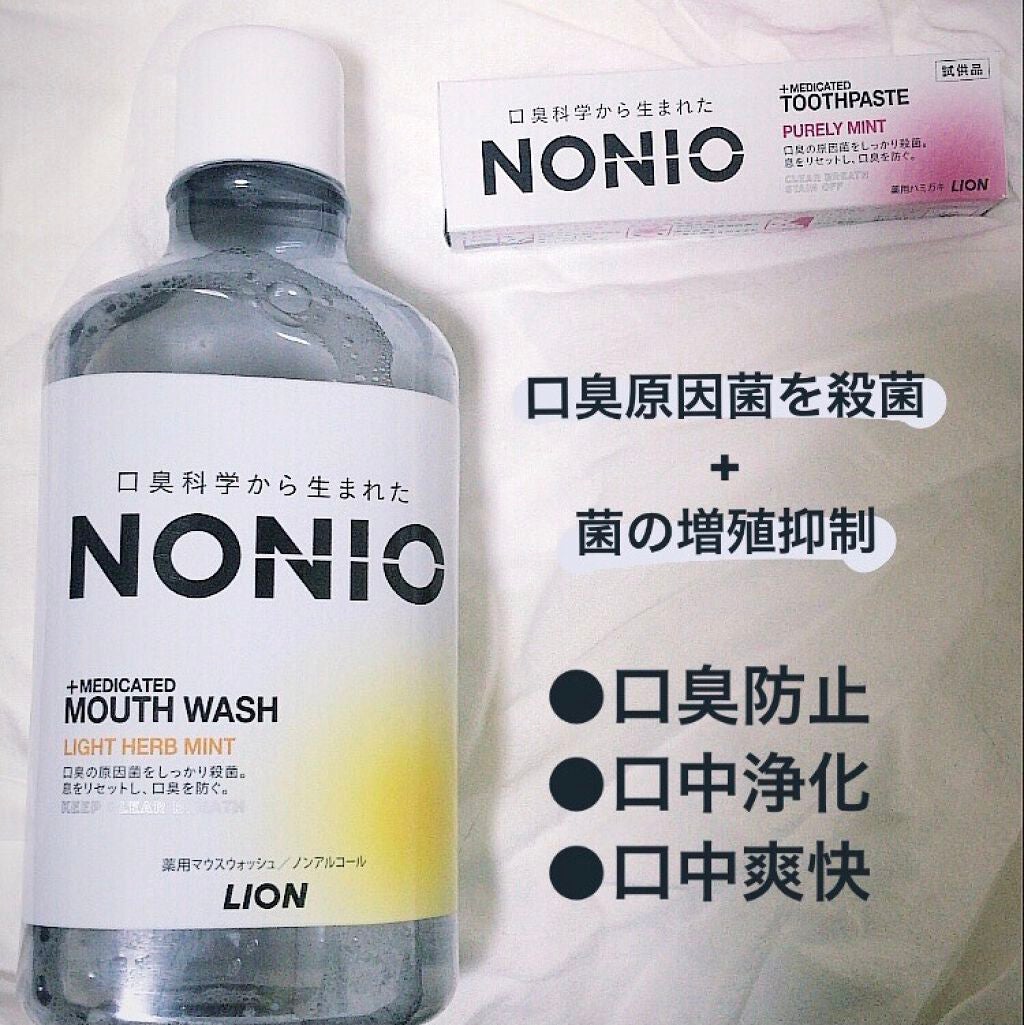 口臭科学から生まれた
NONIO
+MEDICATED
MOUTH WASH
LIGHT HERB MINT
口臭の原因菌をしっかり殺菌。
息をリセットし、口臭を防ぐ。
KEEP CLEAR BREATH
薬用マウスウォッシュ／ノンアルコール
LION
試供品
口臭科学から生まれた
NONIO
+MEDICATED
TOOTHPASTE
PURELY MINT
口臭の原因菌をしっかり殺菌。
息をリセットし、口臭を防ぐ。
CLEAR BREATH
STAIN OFF
薬用ハミガキ LION
口臭原因菌を殺菌
+
菌の増殖抑制
●口臭防止
●口中浄化
●口中爽快